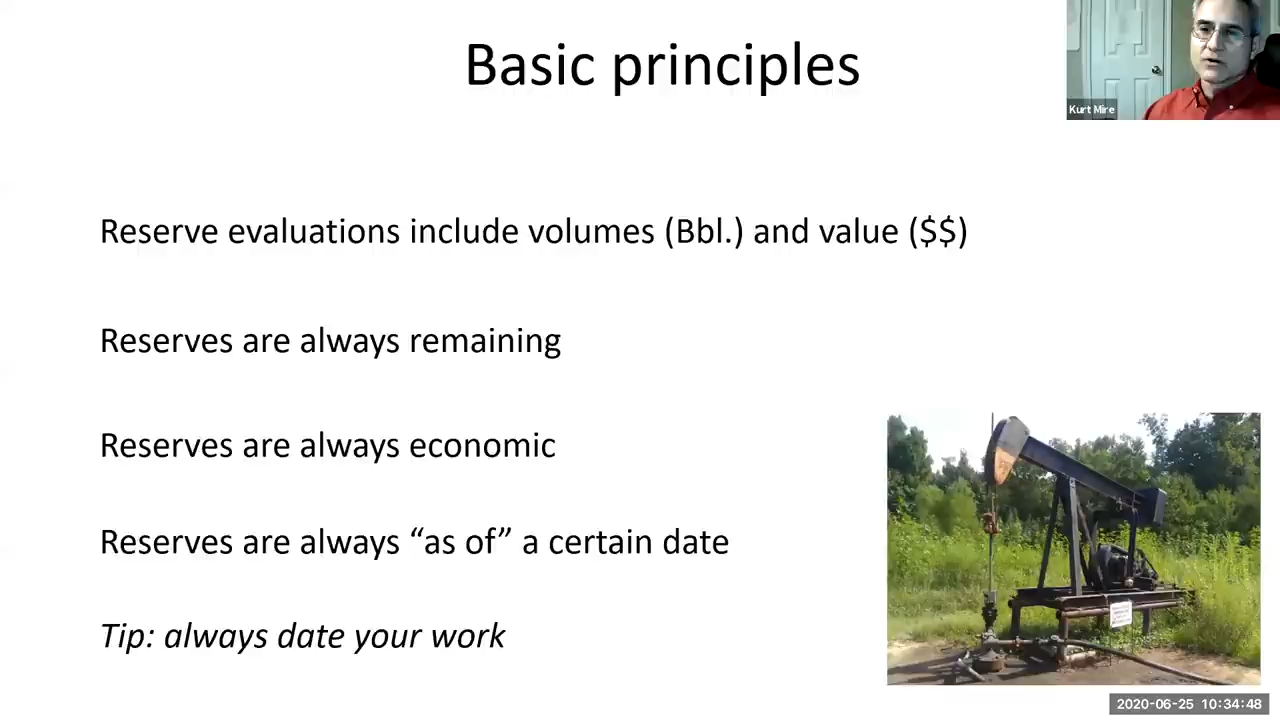 Basic principles
Kurt Mire
Reserve evaluations include volumes (Bbl.) and value ($$)
Reserves are always remaining
Reserves are always economic
Reserves are always “as of” a certain date
Tip: always date your work
2020-06-25 10:34:48